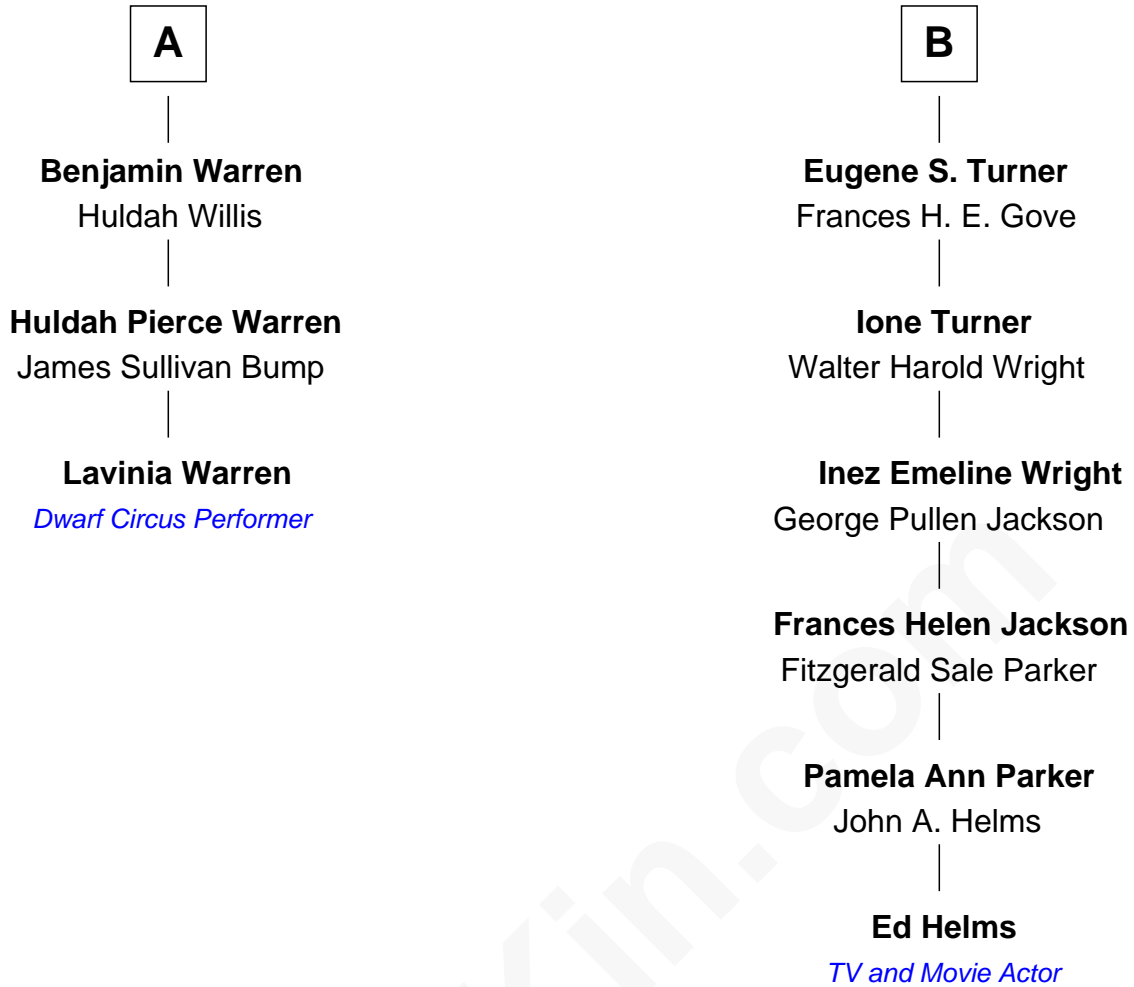 A
Benjamin Warren
Huldah Willis
Huldah Pierce Warren
James Sullivan Bump
Lavinia Warren
Dwarf Circus Performer
B
Eugene S. Turner
Frances H. E. Gove
Ione Turner
Walter Harold Wright
Inez Emeline Wright
George Pullen Jackson
Frances Helen Jackson
Fitzgerald Sale Parker
Pamela Ann Parker
John A. Helms
Ed Helms
TV and Movie Actor
Kin.com